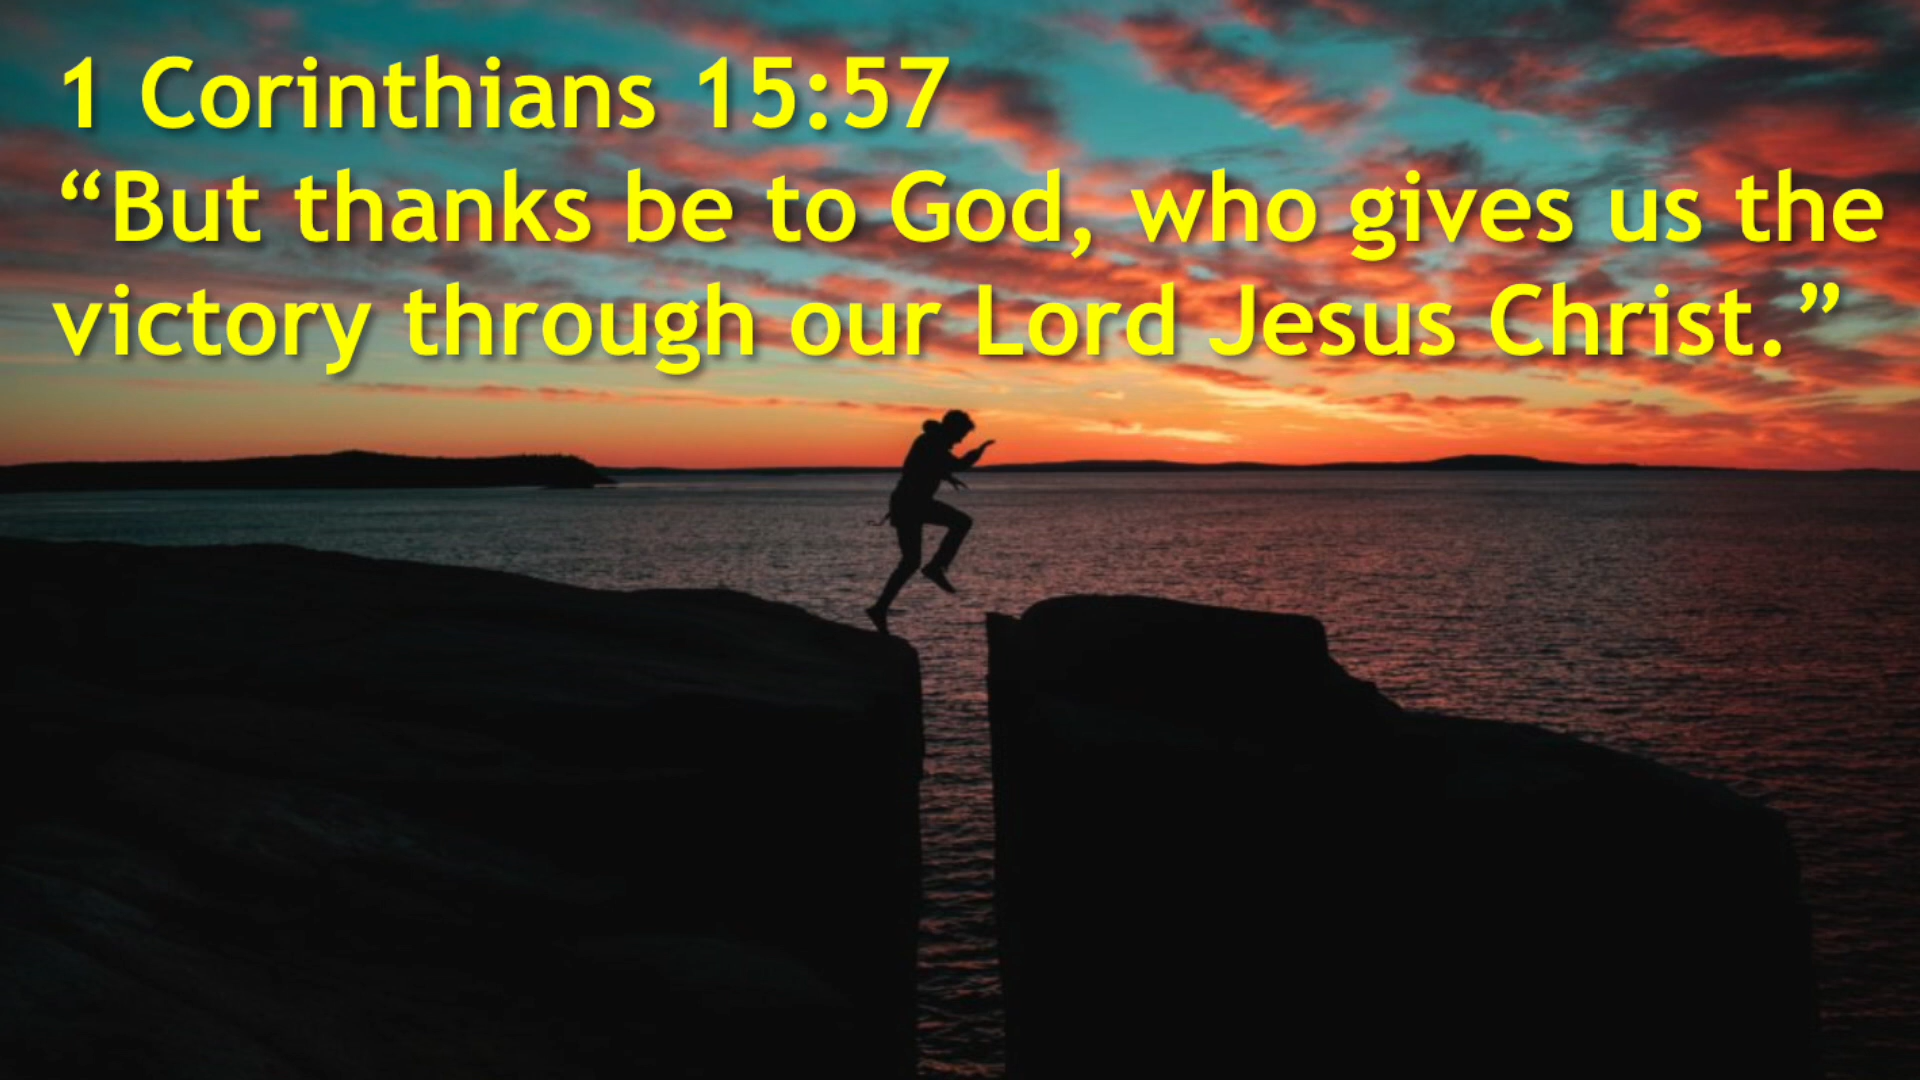 1 Corinthians 15:57
“But thanks be to God, who gives us the
victory through our Lord Jesus Christ.”